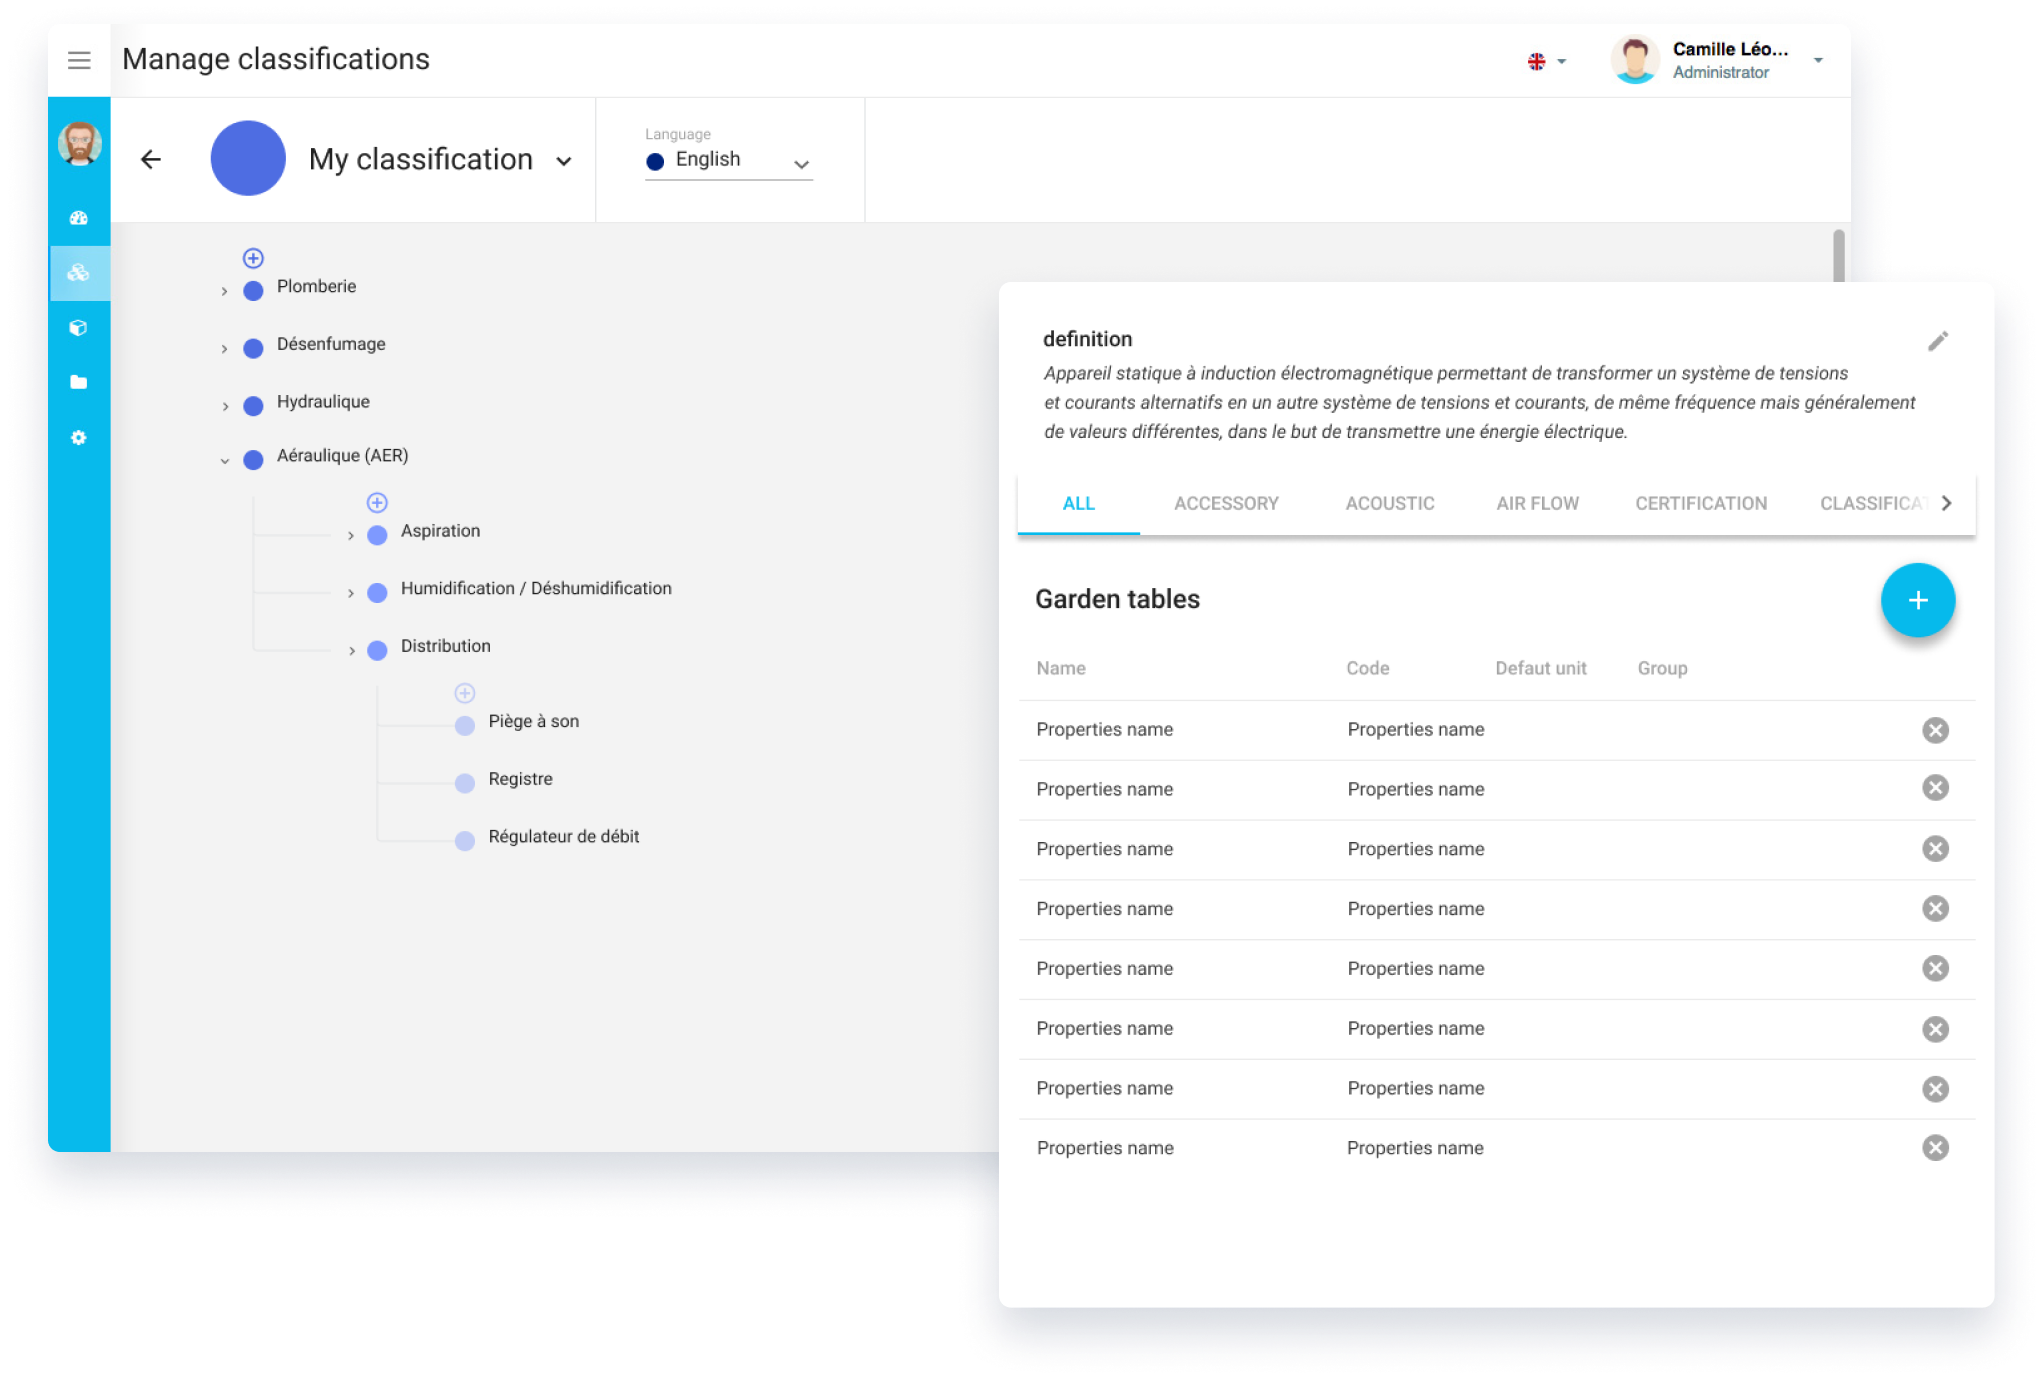 Manage classifications
Camille Léo...
Administrator
My classification
Language
English
Plomberie
Désenfumage
Hydraulique
Aéraulique (AER)
Aspiration
Humidification / Déshumidification
Distribution
Piège à son
Registre
Régulateur de débit
definition
Appareil statique à induction électromagnétique permettant de transformer un système de tensions
et courants alternatifs en un autre système de tensions et courants, de même fréquence mais généralement
de valeurs différentes, dans le but de transmettre une énergie électrique.
ALL ACCESSORY ACOUSTIC AIR FLOW CERTIFICATION CLASSIFICAT
Garden tables
Name Code Defaut unit Group
Properties name Properties name
Properties name Properties name
Properties name Properties name
Properties name Properties name
Properties name Properties name
Properties name Properties name
Properties name Properties name
Properties name Properties name